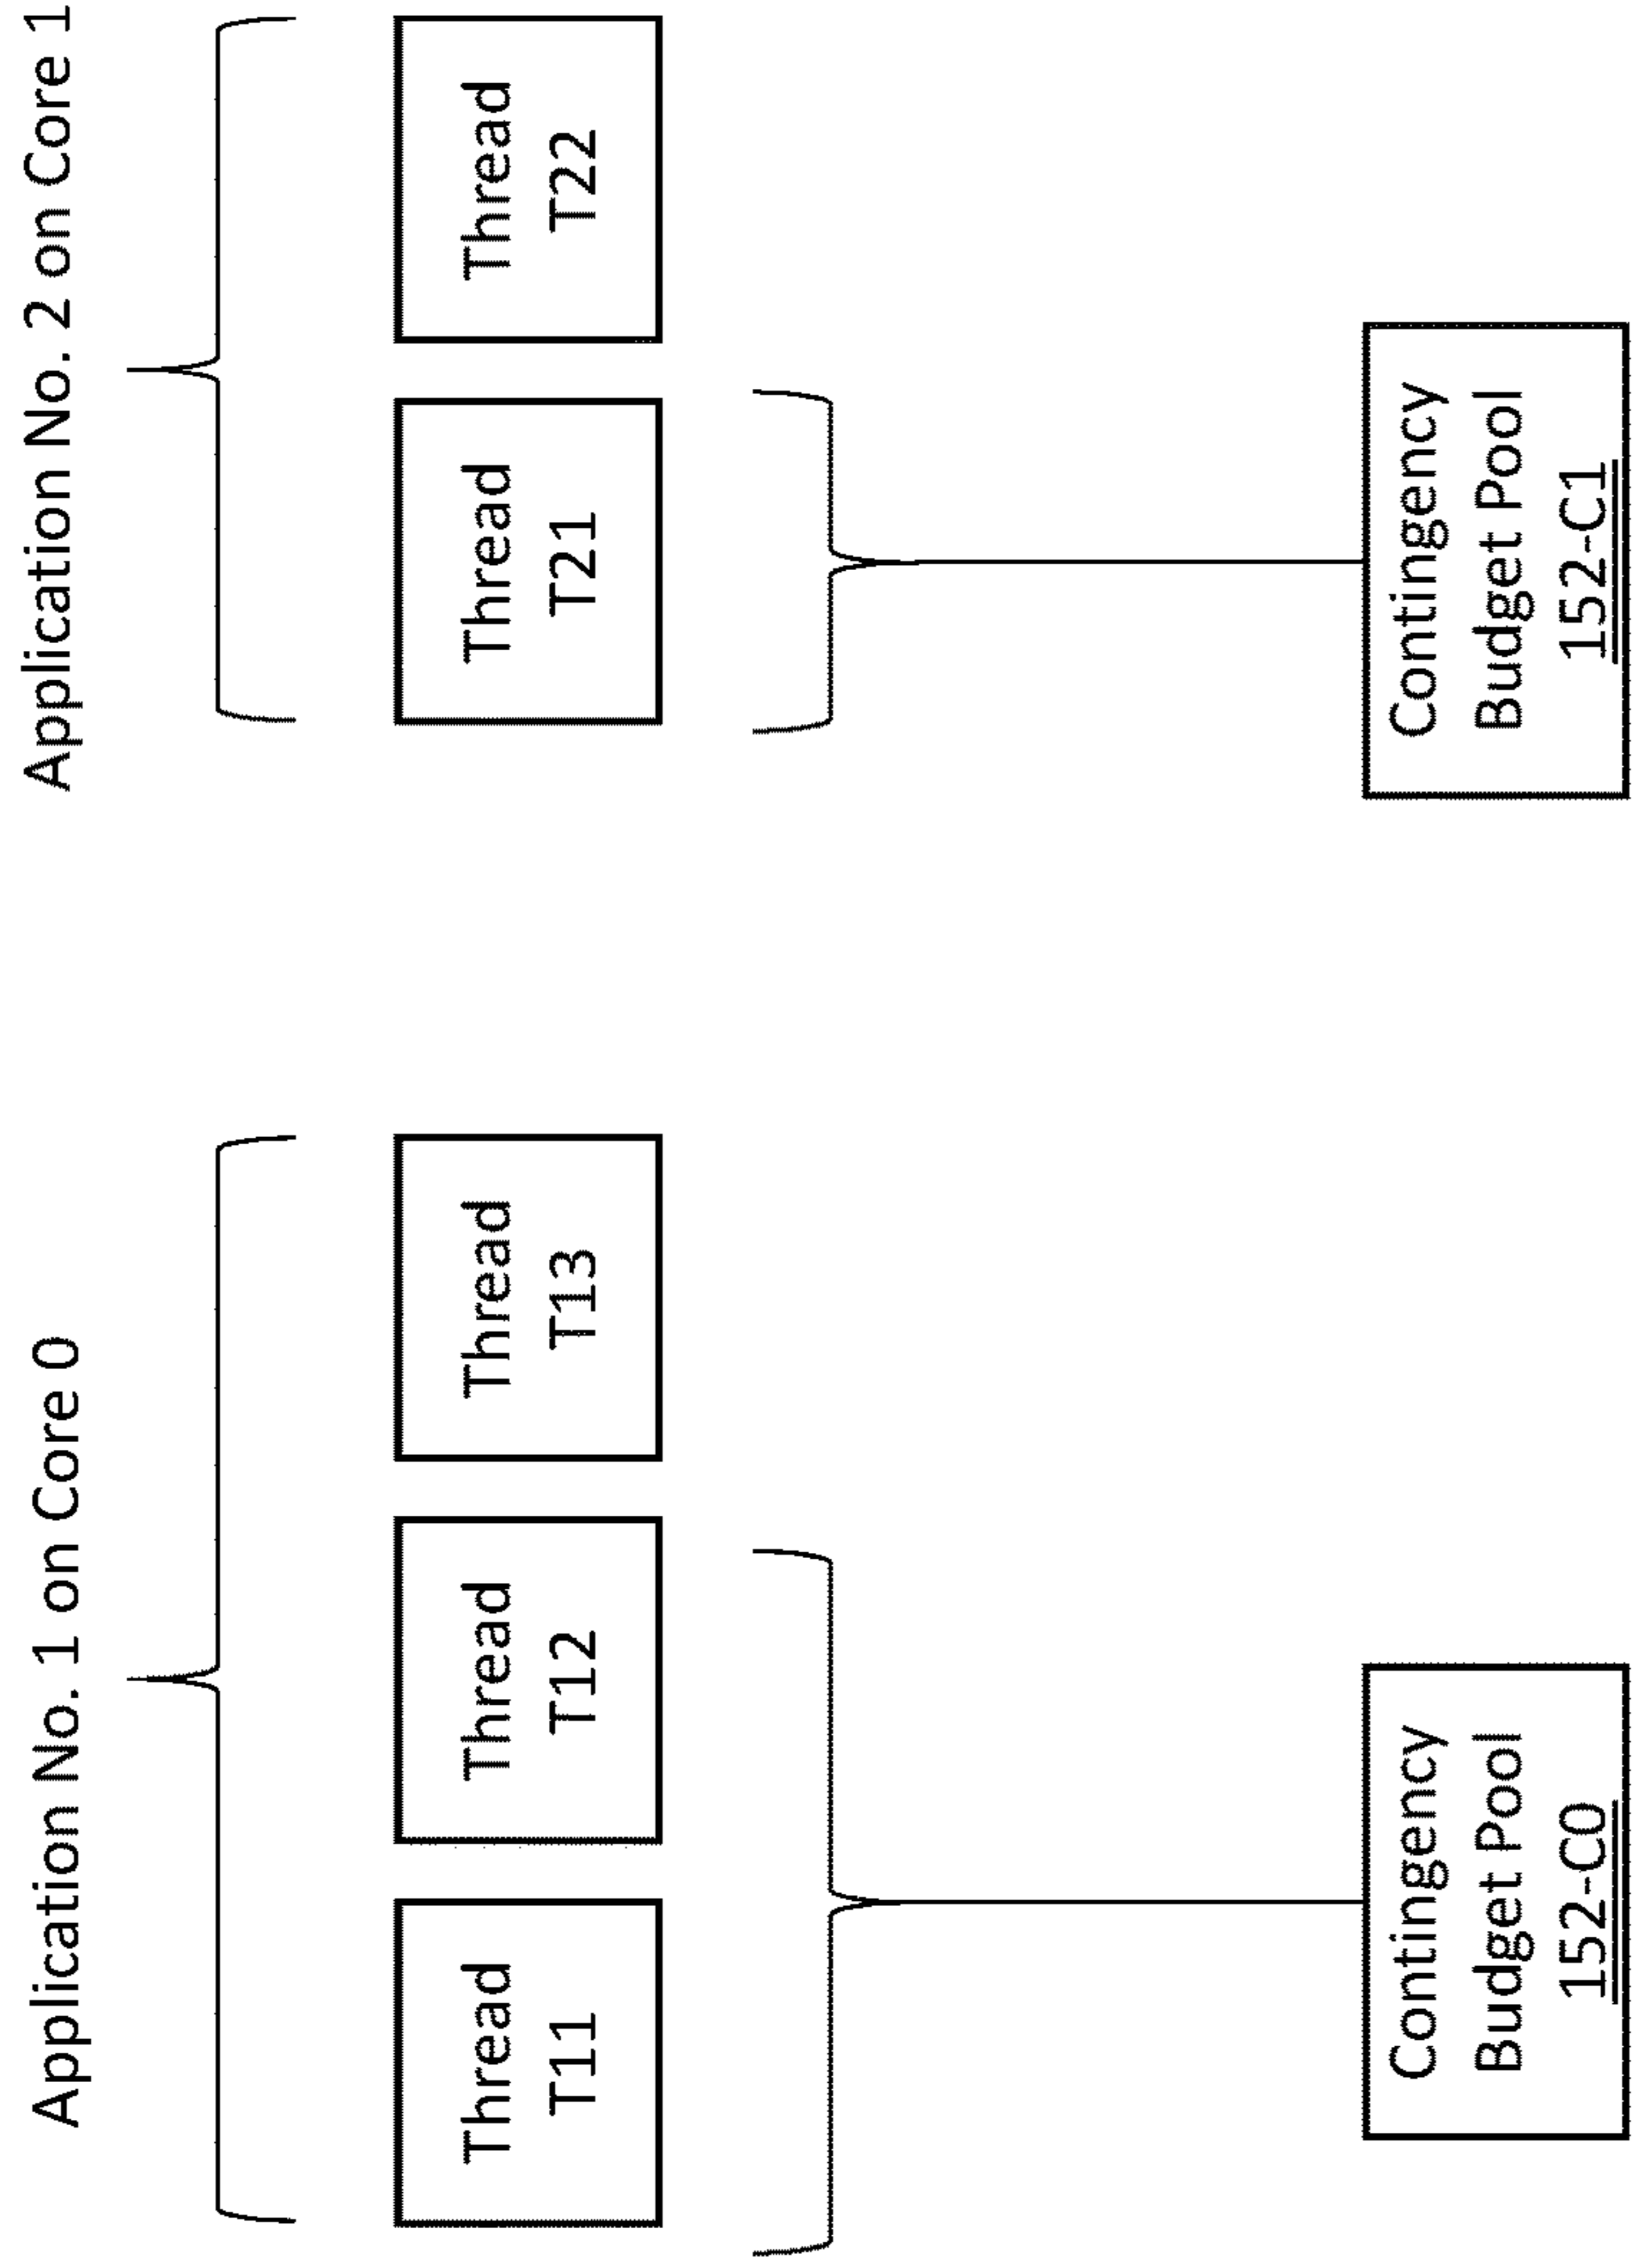 Application No. 1 on Core 0
Application No. 2 on Core 1
Thread
T11
Thread
T12
Thread
T13
Thread
T21
Thread
T22
Contingency
Budget Pool
152-C0
Contingency
Budget Pool
152-C1